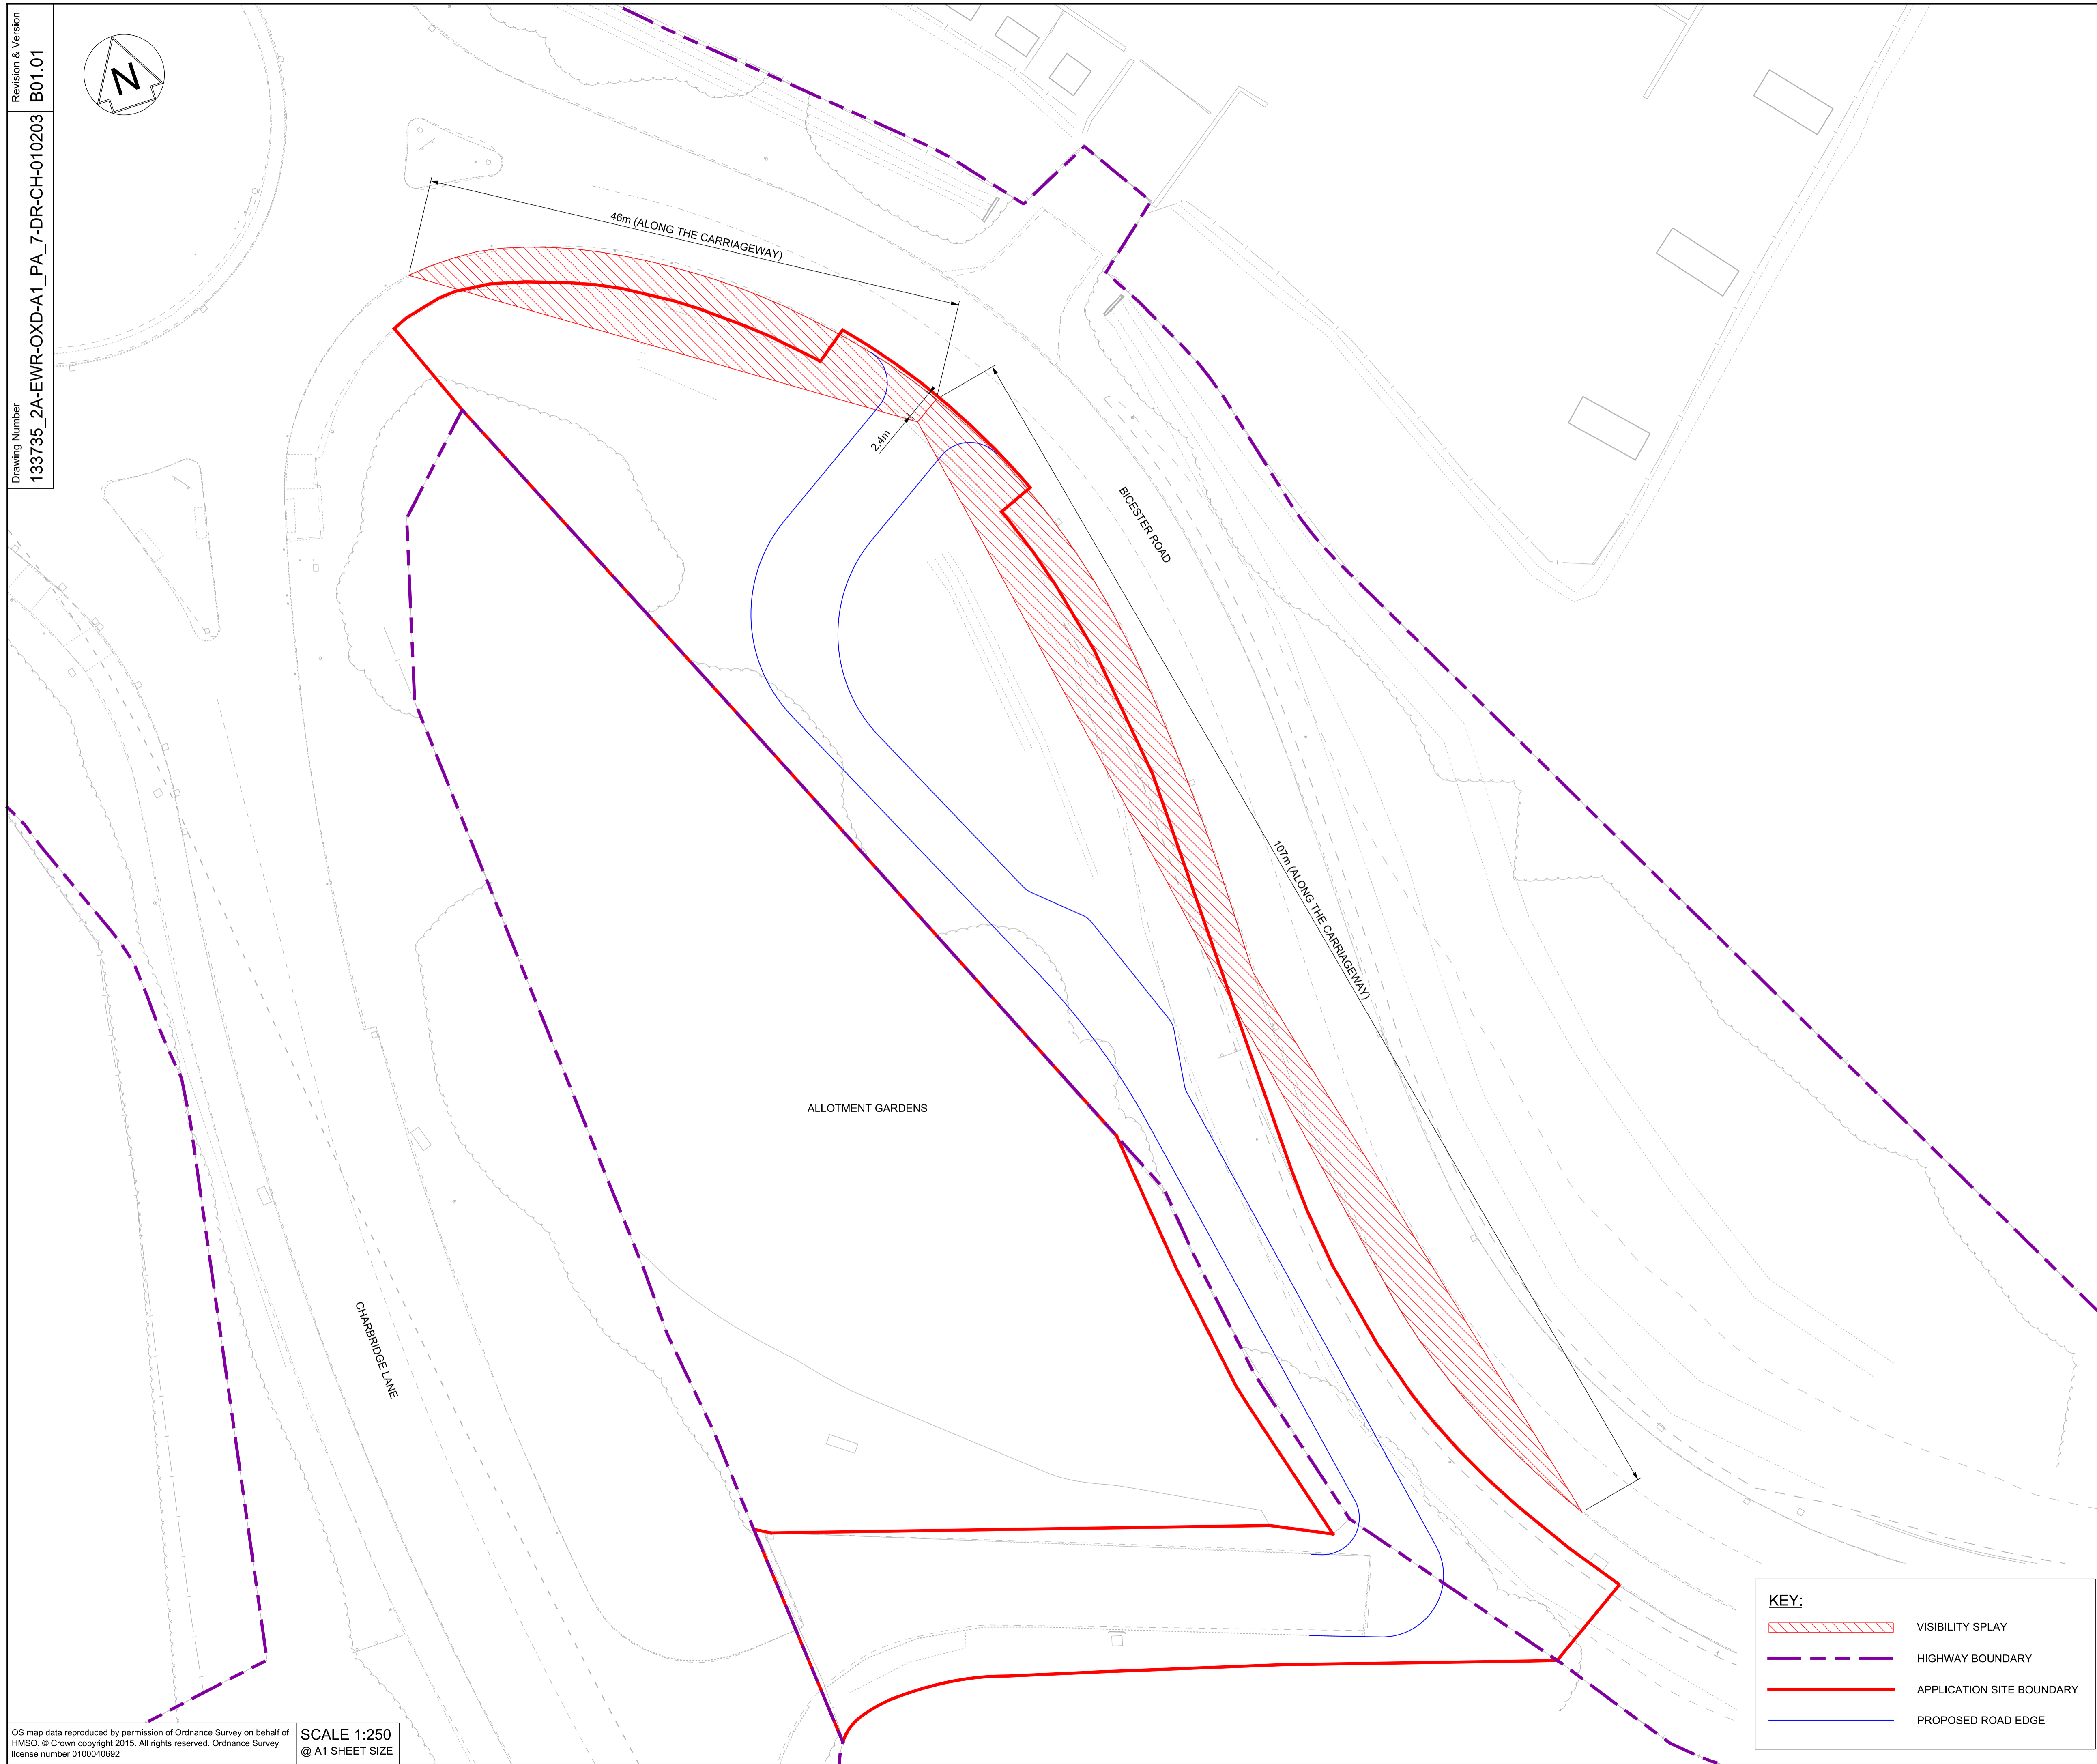 Revision & Version
B01.01
Drawing Number
133735_2A-EWR-OXD-A1_PA_7-DR-CH-010203
N
46m (ALONG THE CARRIAGEWAY)
2.4m
BICESTER ROAD
107m (ALONG THE CARRIAGEWAY)
ALLOTMENT GARDENS
CHARBRIDGE LANE
KEY:
VISIBILITY SPLAY
HIGHWAY BOUNDARY
APPLICATION SITE BOUNDARY
PROPOSED ROAD EDGE
OS map data reproduced by permission of Ordnance Survey on behalf of
HMSO. © Crown copyright 2015. All rights reserved. Ordnance Survey
license number 0100040692
SCALE 1:250
@ A1 SHEET SIZE